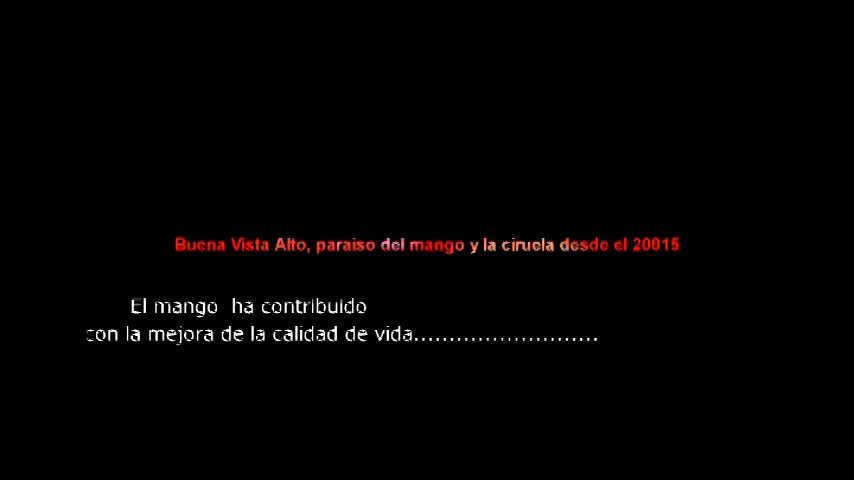 Buena Vista Alto, paraiso del mango y la ciruela desde el 20015
El mango ha contribuido
con la mejora de la calidad de vida..........................